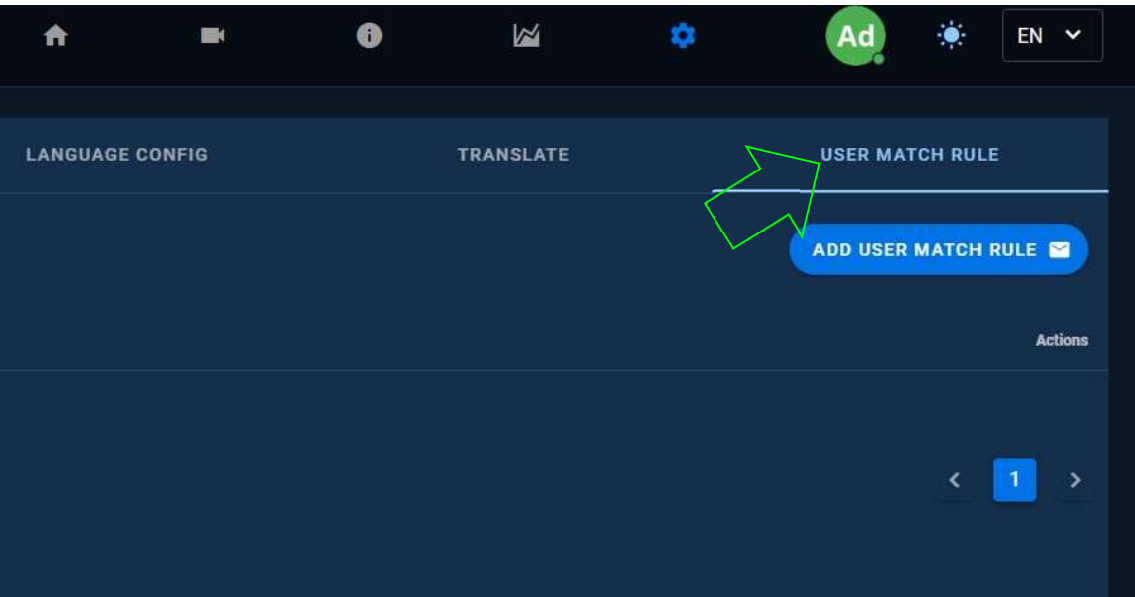 Ad
EN
LANGUAGE CONFIG
TRANSLATE
USER MATCH RULE
ADD USER MATCH RULE
Actions
1